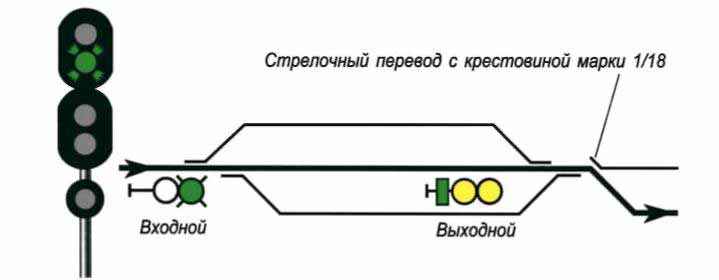 Стрелочный перевод с крестовиной марки 1/18
Входной
Выходной